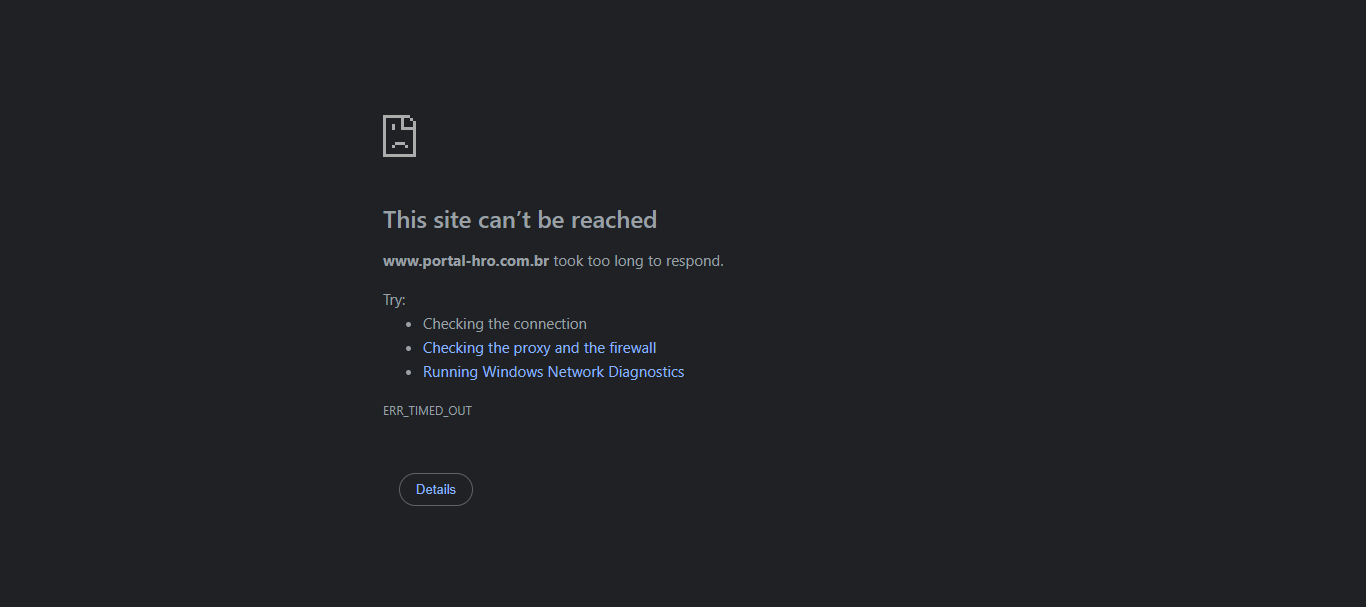 This site can’t be reached
www.portal-hro.com.br took too long to respond.
Try:
Checking the connection
Checking the proxy and the firewall
Running Windows Network Diagnostics
ERR_TIMED_OUT
Details